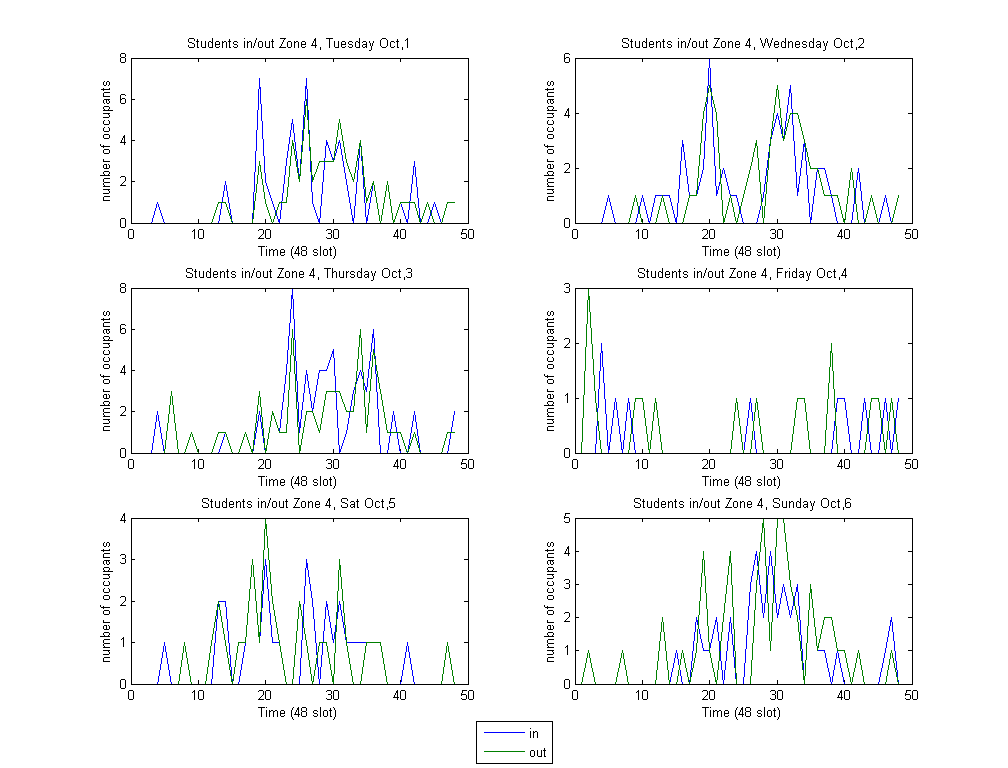 Students in/out Zone 4, Tuesday Oct,1
number of occupants
8
6
4
2
0
0 10 20 30 40 50
Time (48 slot)
Students in/out Zone 4, Wednesday Oct,2
number of occupants
6
4
2
0
0 10 20 30 40 50
Time (48 slot)
Students in/out Zone 4, Thursday Oct,3
number of occupants
8
6
4
2
0
0 10 20 30 40 50
Time (48 slot)
Students in/out Zone 4, Friday Oct,4
number of occupants
3
2
1
0
0 10 20 30 40 50
Time (48 slot)
Students in/out Zone 4, Sat Oct,5
number of occupants
4
3
2
1
0
0 10 20 30 40 50
Time (48 slot)
Students in/out Zone 4, Sunday Oct,6
number of occupants
5
4
3
2
1
0
0 10 20 30 40 50
Time (48 slot)
in
out